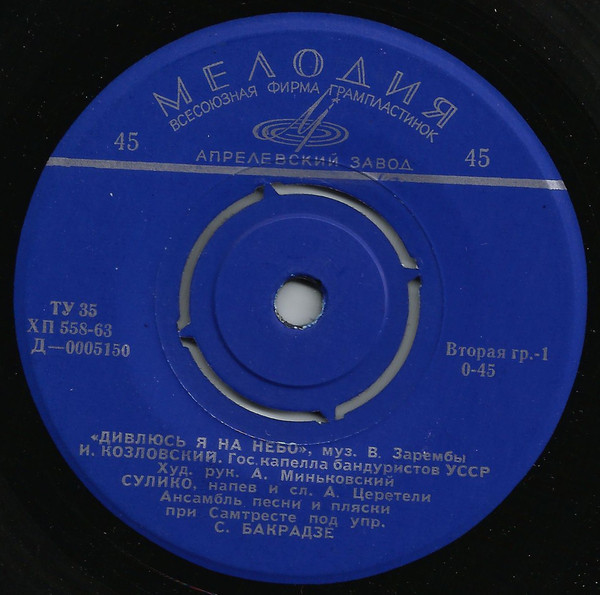 МЕЛОДИЯ
ВСЕСОЮЗНАЯ ФИРМА ГРАМПЛАСТИНОК
45
45
АПРЕЛЕВСКИЙ ЗАВОД
ТУ 35
ХП 558-63
Д—0005150
Вторая гр.-1
0-45
«ДИВЛЮСЬ Я НА НЕБО», муз. В. Зарембы
И. КОЗЛОВСКИЙ. Гос. капелла бандуристов УССР
Худ. рук. А. Миньковский
СУЛИКО, напев и сл. А. Церетели
Ансамбль песни и пляски
при Самтресте под упр.
С. БАКРАДЗЕ